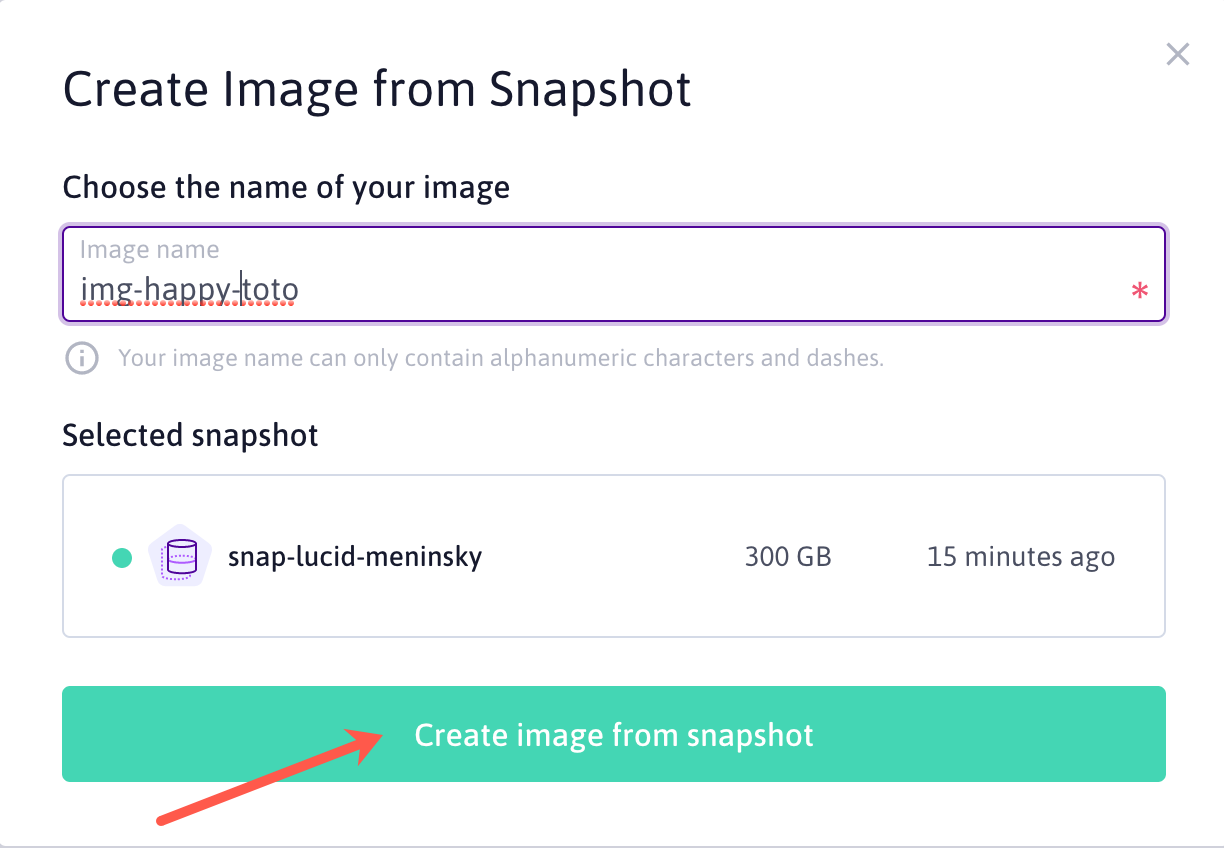 Create Image from Snapshot
Choose the name of your image
Image name
img-happy-toto
*
Your image name can only contain alphanumeric characters and dashes.
Selected snapshot
snap-lucid-meninsky 300 GB 15 minutes ago
Create image from snapshot